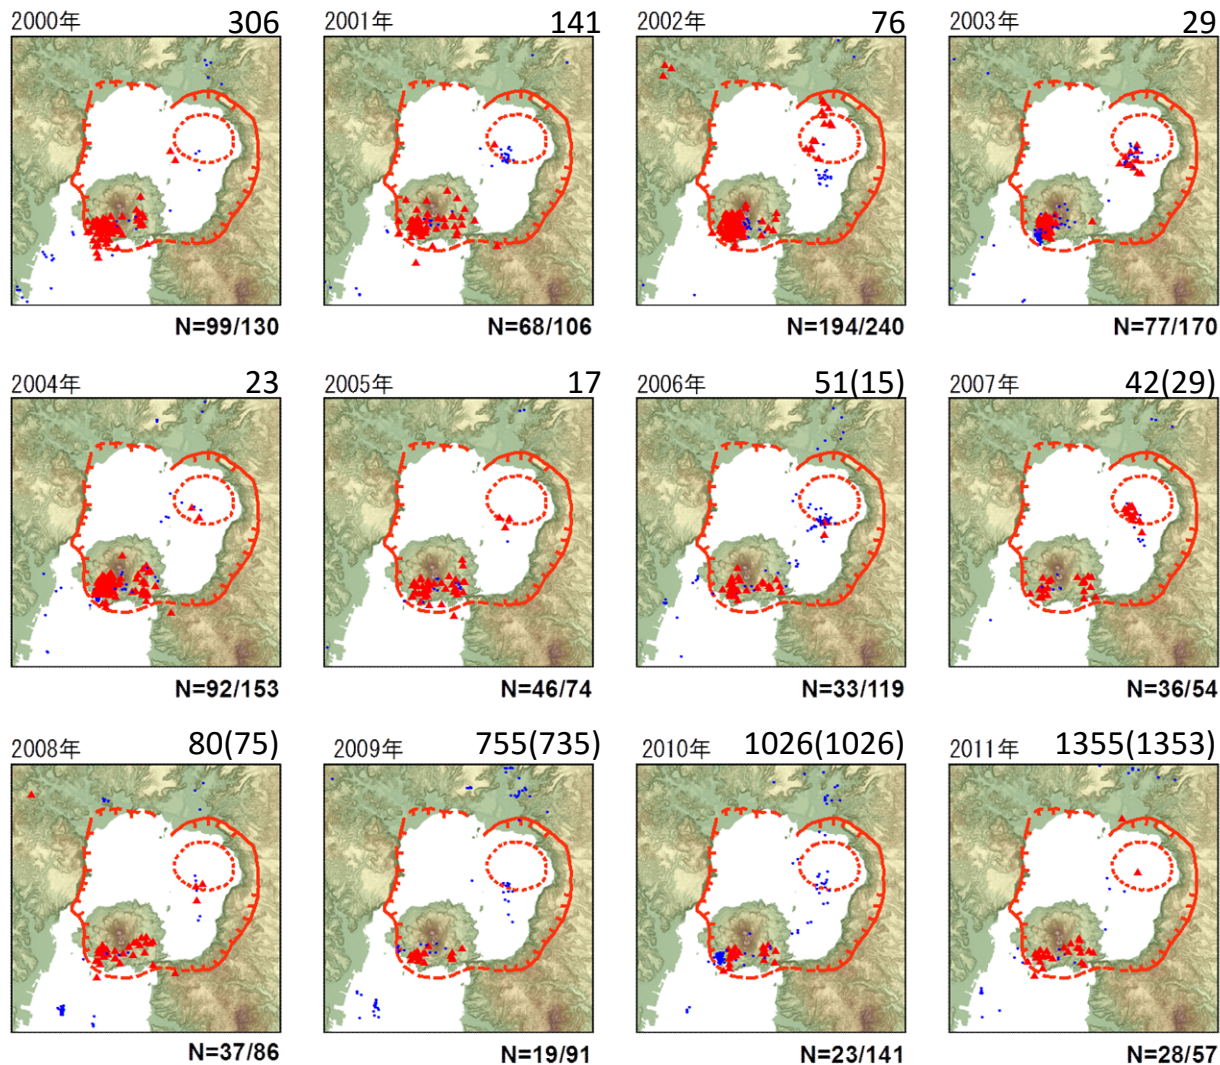 2000年 306
2001年 141
2002年 76
2003年 29
N=99/130
N=68/106
N=194/240
N=77/170
2004年 23
2005年 17
2006年 51(15)
2007年 42(29)
N=92/153
N=46/74
N=33/119
N=36/54
2008年 80(75)
2009年 755(735)
2010年 1026(1026)
2011年 1355(1353)
N=37/86
N=19/91
N=23/141
N=28/57